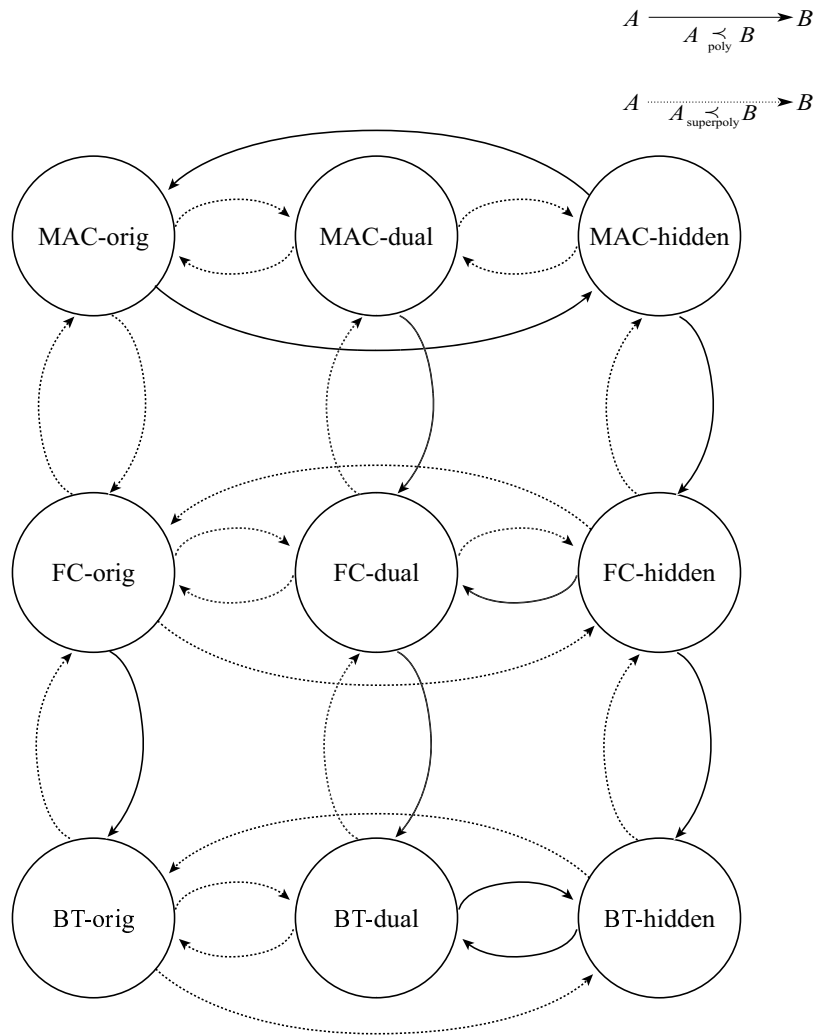 A B
A ≺ B
poly
A B
A ≺ B
superpoly
MAC-orig MAC-dual MAC-hidden
FC-orig FC-dual FC-hidden
BT-orig BT-dual BT-hidden